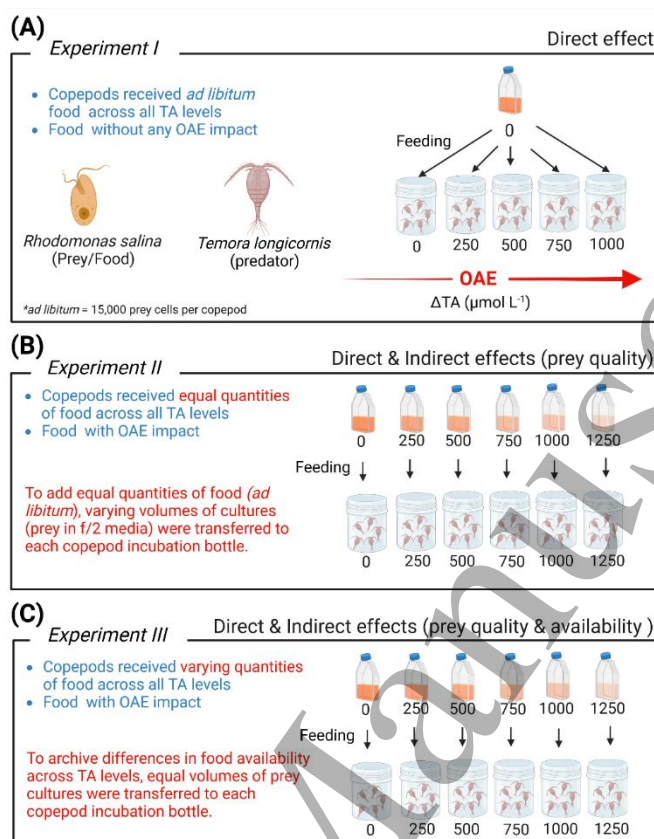 (A)
Experiment I
Direct effect
• Copepods received ad libitum
food across all TA levels
• Food without any OAE impact
0
Feeding
Rhodomonas salina
(Prey/Food)
Temora longicornis
(predator)
0 250 500 750 1000
OAE
ΔTA (µmol L⁻¹)
*ad libitum = 15,000 prey cells per copepod
(B)
Experiment II
Direct & Indirect effects (prey quality)
• Copepods received equal quantities
of food across all TA levels
• Food with OAE impact
0 250 500 750 1000 1250
Feeding
To add equal quantities of food (ad
libitum), varying volumes of cultures
(prey in f/2 media) were transferred to
each copepod incubation bottle.
0 250 500 750 1000 1250
(C)
Experiment III
Direct & Indirect effects (prey quality & availability )
• Copepods received varying quantities
of food across all TA levels
• Food with OAE impact
0 250 500 750 1000 1250
Feeding
To archive differences in food availability
across TA levels, equal volumes of prey
cultures were transferred to each
copepod incubation bottle.
0 250 500 750 1000 1250
Manus